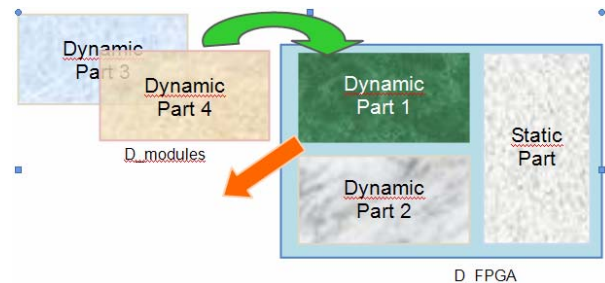 Dynamic
Part 3
Dynamic
Part 4
D_modules
Dynamic
Part 1
Dynamic
Part 2
Static
Part
D_FPGA